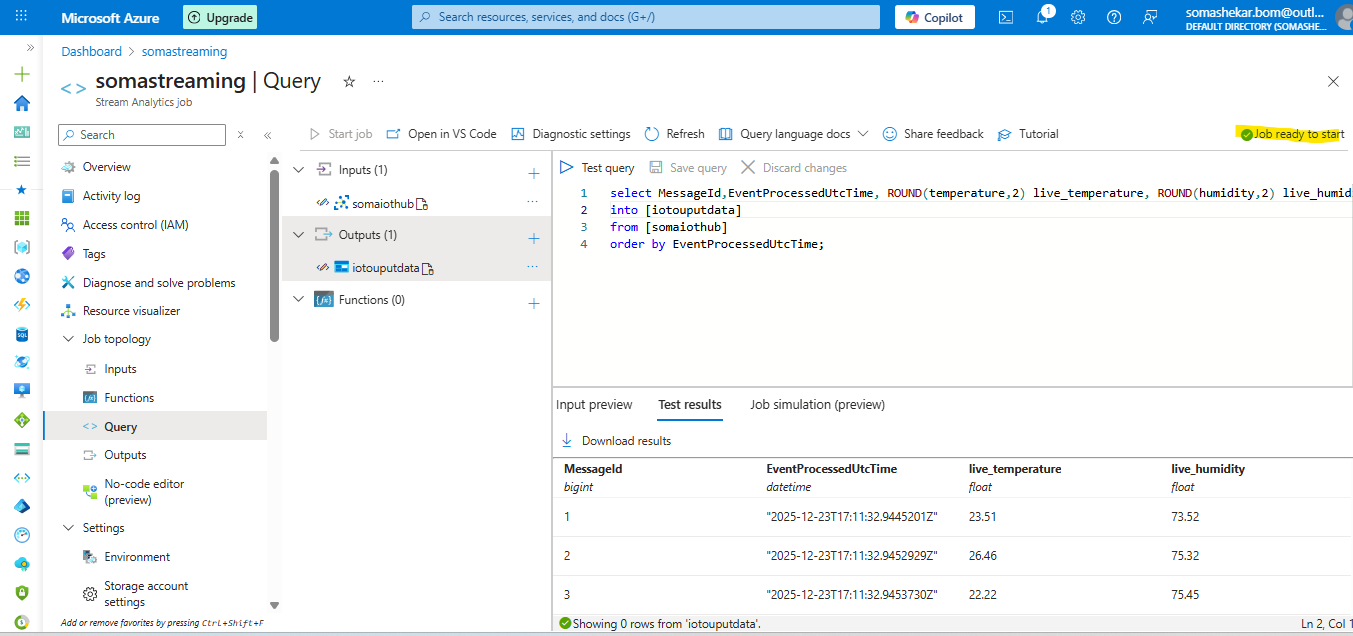 Microsoft Azure
Upgrade
Search resources, services, and docs (G+/)
Copilot
1
somashekar.bom@outl...
DEFAULT DIRECTORY (SOMASHE...
Dashboard > somastreaming
somastreaming | Query
Stream Analytics job
Search
Overview
Activity log
Access control (IAM)
Tags
Diagnose and solve problems
Resource visualizer
Job topology
Inputs
Functions
Query
Outputs
No-code editor
(preview)
Settings
Environment
Storage account
settings
Add or remove favorites by pressing Ctrl+Shift+F
Start job
Open in VS Code
Diagnostic settings
Refresh
Query language docs
Share feedback
Tutorial
Job ready to start
Inputs (1)
somaiothub
Outputs (1)
iotouputdata
Functions (0)
Test query
Save query
Discard changes
1 select MessageId,EventProcessedUtcTime, ROUND(temperature,2) live_temperature, ROUND(humidity,2) live_humid
2 into [iotouputdata]
3 from [somaiothub]
4 order by EventProcessedUtcTime;
Input preview
Test results
Job simulation (preview)
Download results
MessageId EventProcessedUtcTime live_temperature live_humidity
bigint datetime float float
1 "2025-12-23T17:11:32.9445201Z" 23.51 73.52
2 "2025-12-23T17:11:32.9452929Z" 26.46 75.32
3 "2025-12-23T17:11:32.9453730Z" 22.22 75.45
Showing 0 rows from 'iotouputdata'.
Ln 2, Col 1